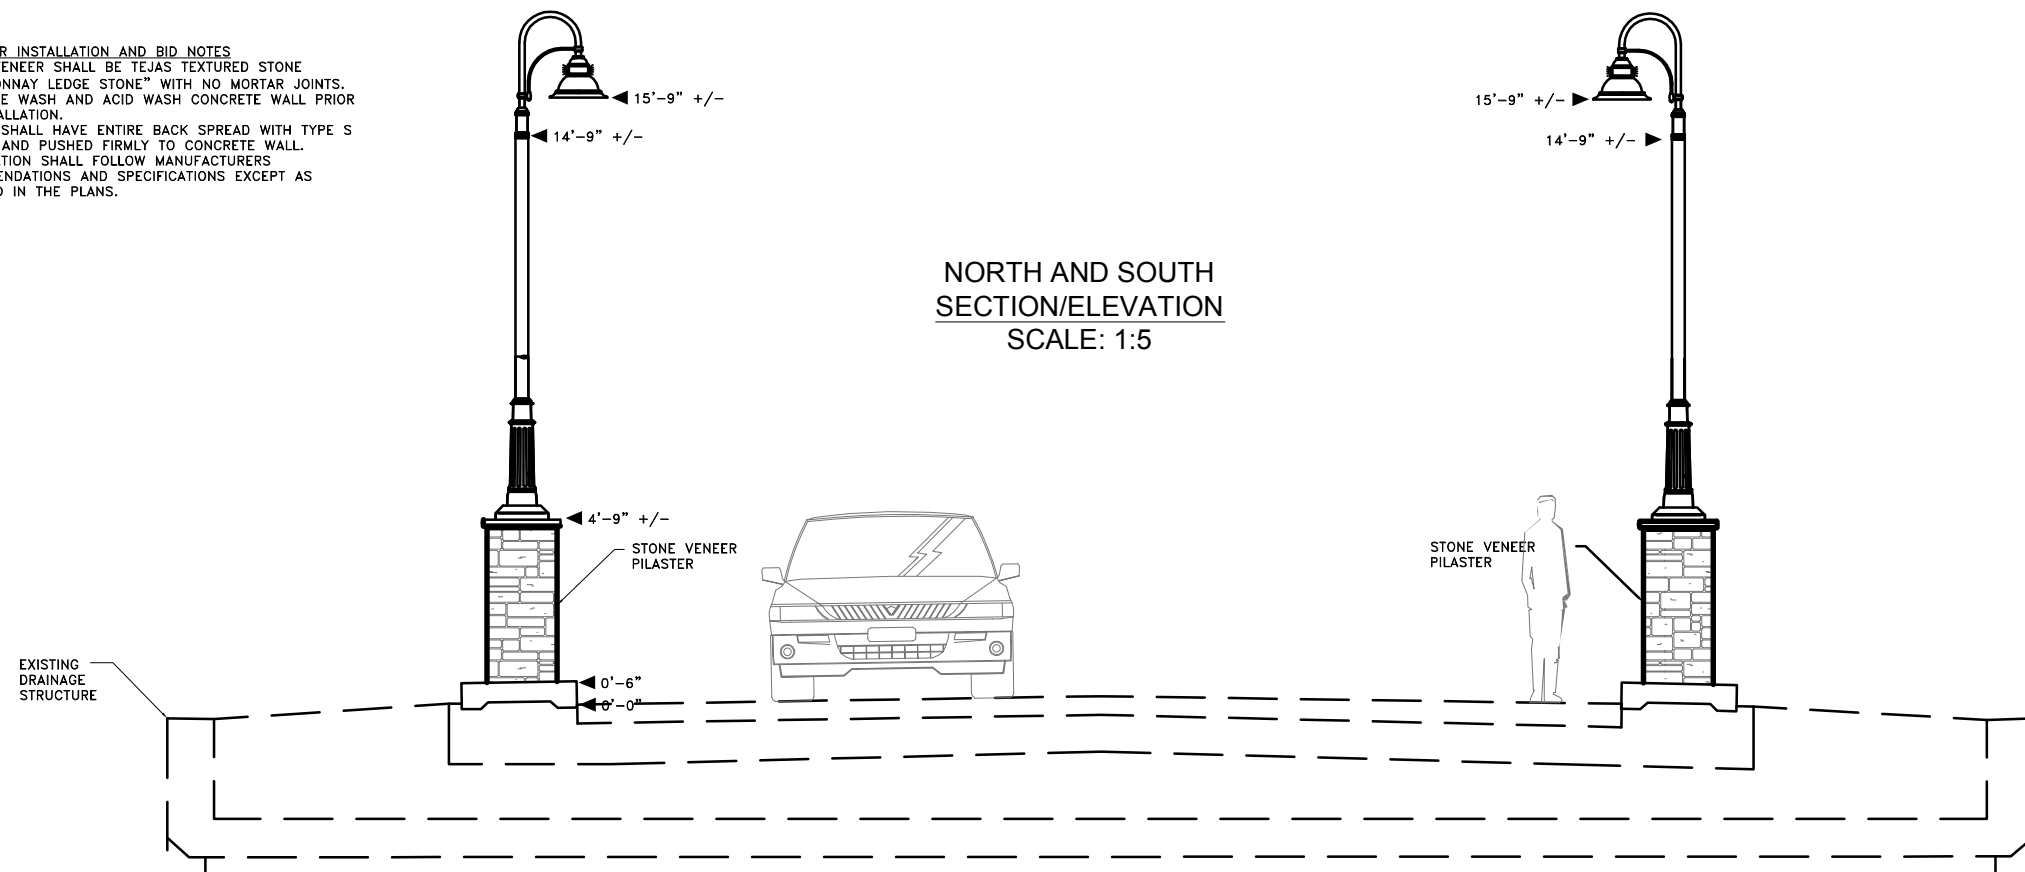 R INSTALLATION AND BID NOTES
ENEER SHALL BE TEJAS TEXTURED STONE
ONNAY LEDGE STONE" WITH NO MORTAR JOINTS.
E WASH AND ACID WASH CONCRETE WALL PRIOR
ALLATION.
SHALL HAVE ENTIRE BACK SPREAD WITH TYPE S
AND PUSHED FIRMLY TO CONCRETE WALL.
TION SHALL FOLLOW MANUFACTURERS
ENDATIONS AND SPECIFICATIONS EXCEPT AS
D IN THE PLANS.
15'-9" +/-
14'-9" +/-
15'-9" +/-
14'-9" +/-
NORTH AND SOUTH
SECTION/ELEVATION
SCALE: 1:5
4'-9" +/-
STONE VENEER
PILASTER
STONE VENEER
PILASTER
EXISTING
DRAINAGE
STRUCTURE
0'-6"
0'-0"